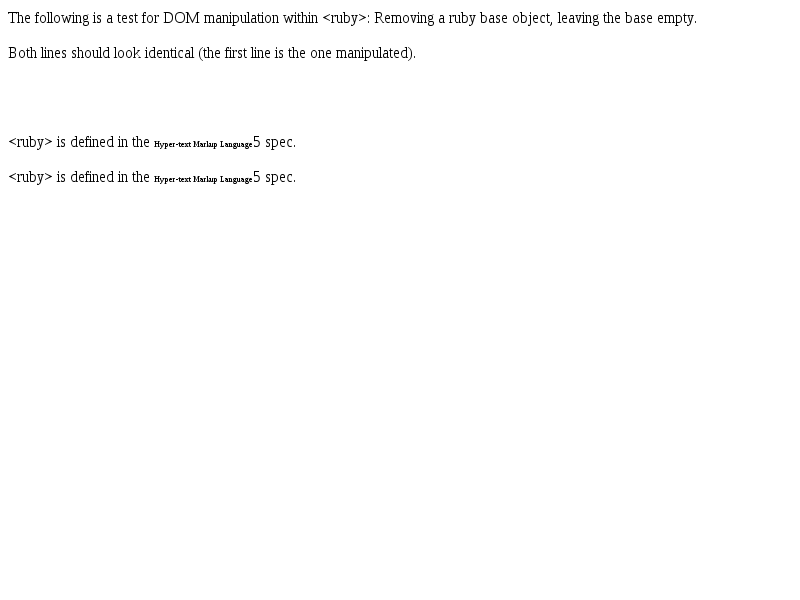 The following is a test for DOM manipulation within <ruby>: Removing a ruby base object, leaving the base empty.
Both lines should look identical (the first line is the one manipulated).
<ruby> is defined in the Hyper-text Markup Language5 spec.
<ruby> is defined in the Hyper-text Markup Language5 spec.